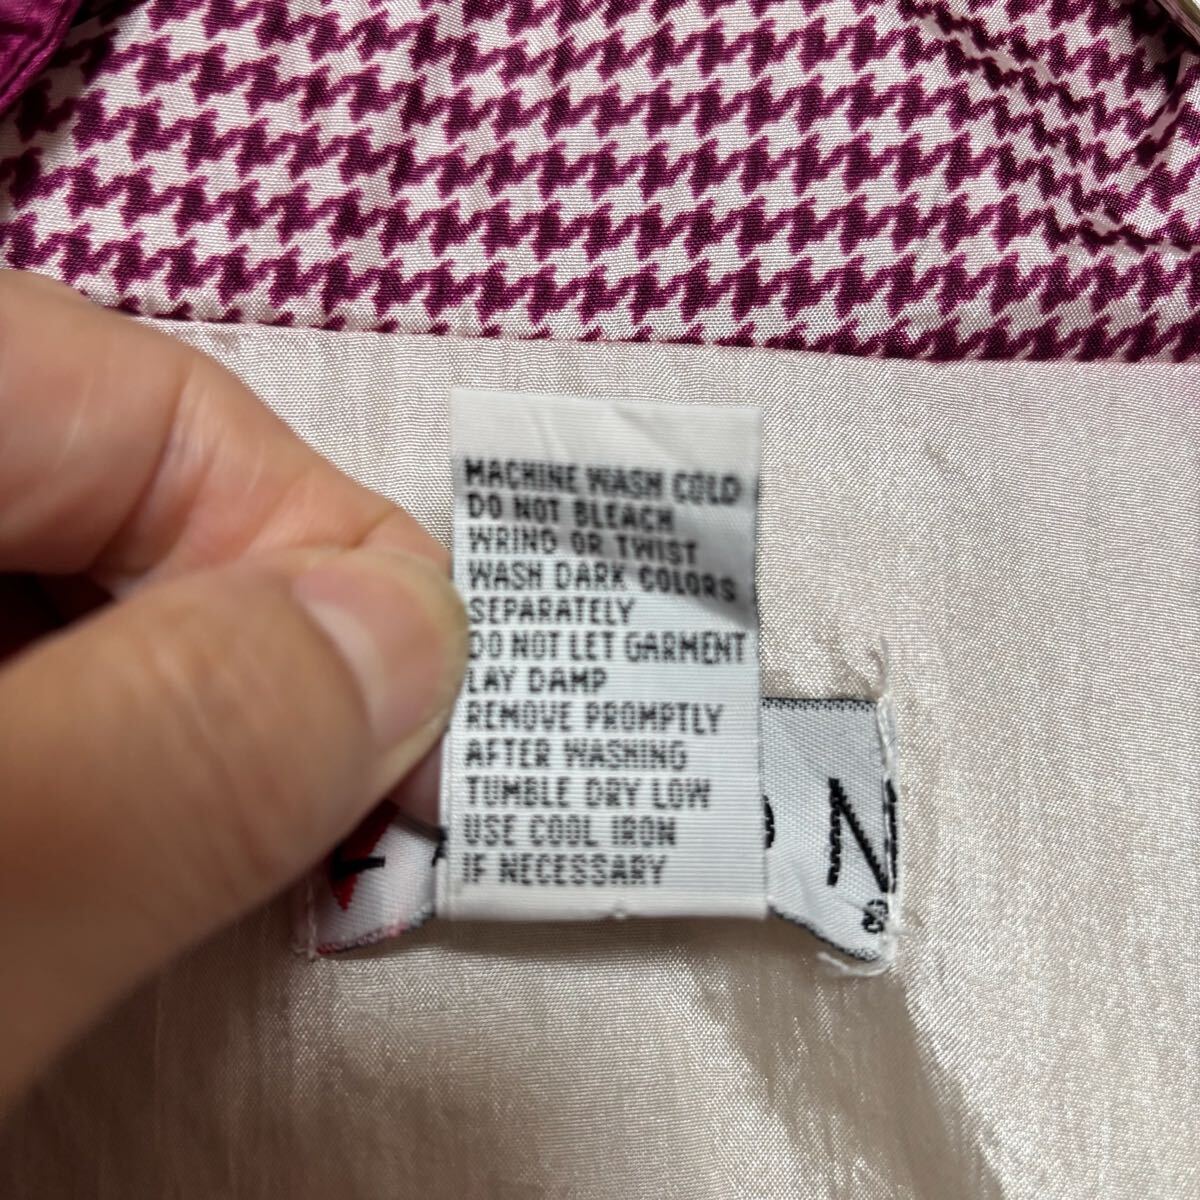 MACHINE WASH COLD
DO NOT BLEACH
WRING OR TWIST
WASH DARK COLORS
SEPARATELY
DO NOT LET GARMENT
LAY DAMP
REMOVE PROMPTLY
AFTER WASHING
TUMBLE DRY LOW
USE COOL IRON
IF NECESSARY
N
®